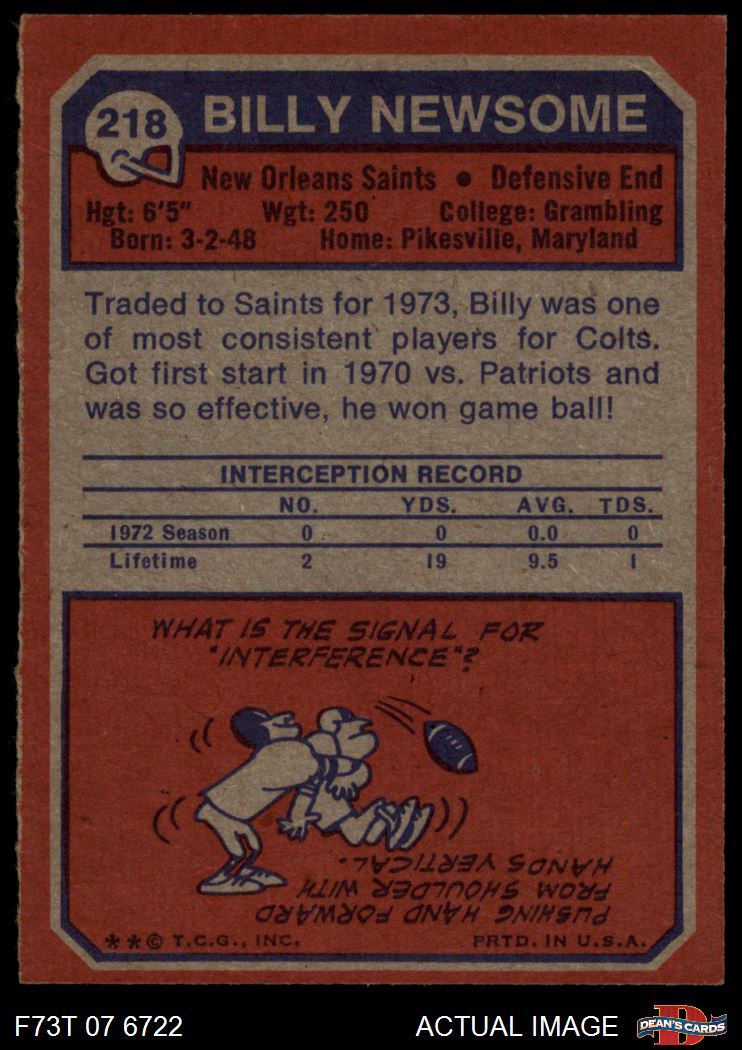 218
BILLY NEWSOME
New Orleans Saints • Defensive End
Hgt: 6'5" Wgt: 250 College: Grambling
Born: 3-2-48 Home: Pikesville, Maryland
Traded to Saints for 1973, Billy was one
of most consistent players for Colts.
Got first start in 1970 vs. Patriots and
was so effective, he won game ball!
INTERCEPTION RECORD
NO. YDS. AVG. TDS.
1972 Season 0 0 0.0 0
Lifetime 2 19 9.5 1
WHAT IS THE SIGNAL FOR
"INTERFERENCE"?
PUSHING HAND FORWARD
FROM SHOULDER WITH
HANDS VERTICAL.
**© T.C.G., INC. PRTD. IN U.S.A.
F73T 07 6722 ACTUAL IMAGE
D
DEAN'S CARDS